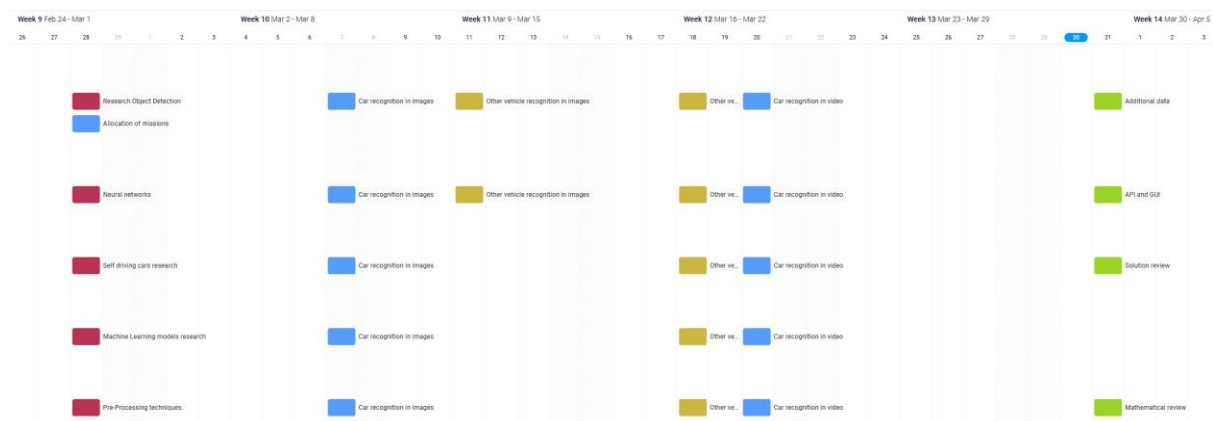 Week 9 Feb 24 - Mar 1 Week 10 Mar 2 - Mar 8 Week 11 Mar 9 - Mar 15 Week 12 Mar 16 - Mar 22 Week 13 Mar 23 - Mar 29 Week 14 Mar 30 - Apr 5
26 27 28 29 1 2 3 4 5 6 7 8 9 10 11 12 13 14 15 16 17 18 19 20 21 22 23 24 25 26 27 28 29 30 31 1 2 3
Research Object Detection Car recognition in images Other vehicle recognition in images Other ve... Car recognition in video Additional data
Allocation of missions
Neural networks Car recognition in images Other vehicle recognition in images Other ve... Car recognition in video API and GUI
Self driving cars research Car recognition in images Other ve... Car recognition in video Solution review
Machine Learning models research Car recognition in images Other ve... Car recognition in video
Pre-Processing techniques. Car recognition in images Other ve... Car recognition in video Mathematical review